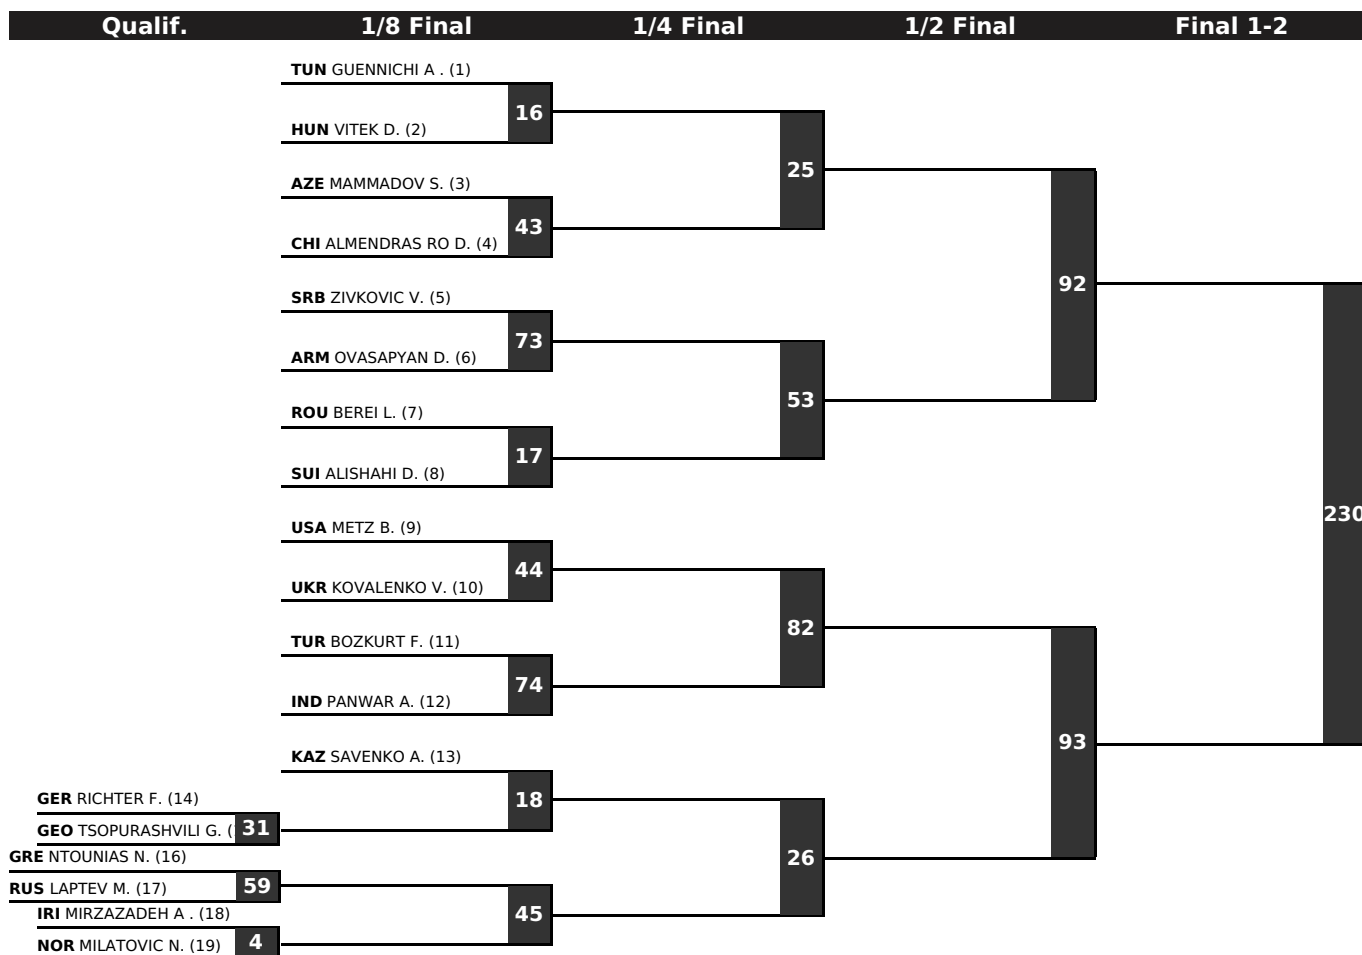 Qualif. 1/8 Final 1/4 Final 1/2 Final Final 1-2
TUN GUENNICHI A . (1)
16
HUN VITEK D. (2)
25
AZE MAMMADOV S. (3)
43
CHI ALMENDRAS RO D. (4)
92
SRB ZIVKOVIC V. (5)
73
ARM OVASAPYAN D. (6)
53
ROU BEREI L. (7)
17
SUI ALISHAHI D. (8)
230
USA METZ B. (9)
44
UKR KOVALENKO V. (10)
82
TUR BOZKURT F. (11)
74
IND PANWAR A. (12)
93
KAZ SAVENKO A. (13)
18
GER RICHTER F. (14)
GEO TSOPURASHVILI G. (
31
GRE NTOUNIAS N. (16)
26
RUS LAPTEV M. (17)
59
IRI MIRZAZADEH A . (18)
45
NOR MILATOVIC N. (19)
4